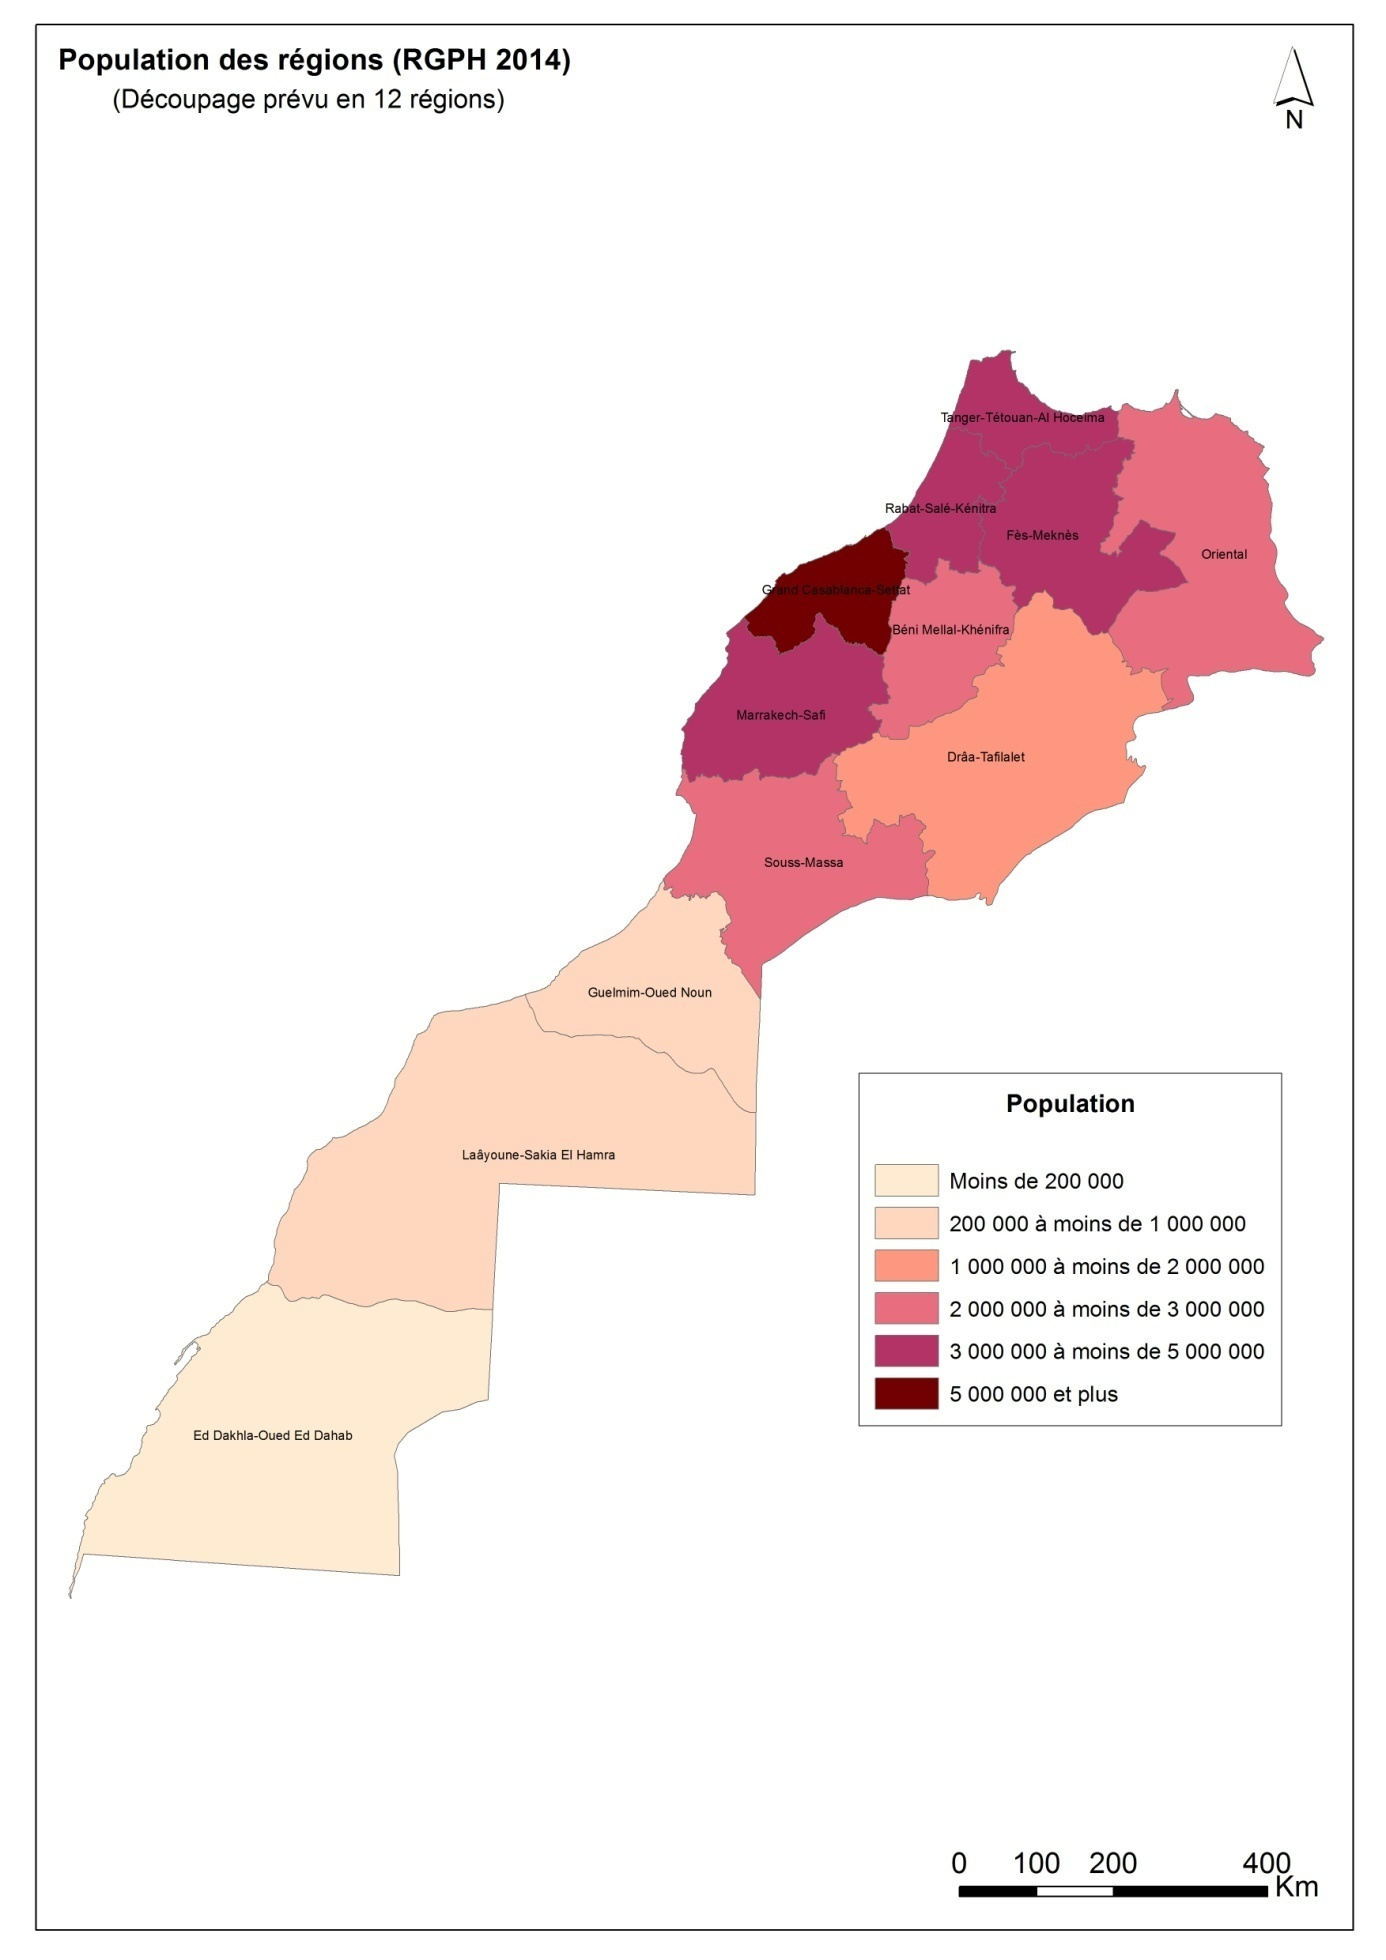 Population des régions (RGPH 2014)
(Découpage prévu en 12 régions)
N
Tanger-Tétouan-Al Hoceima
Rabat-Salé-Kénitra
Fès-Meknès
Oriental
Grand Casablanca-Settat
Béni Mellal-Khénifra
Marrakech-Safi
Drâa-Tafilalet
Souss-Massa
Guelmim-Oued Noun
Laâyoune-Sakia El Hamra
Ed Dakhla-Oued Ed Dahab
Population
Moins de 200 000
200 000 à moins de 1 000 000
1 000 000 à moins de 2 000 000
2 000 000 à moins de 3 000 000
3 000 000 à moins de 5 000 000
5 000 000 et plus
0 100 200 400
Km